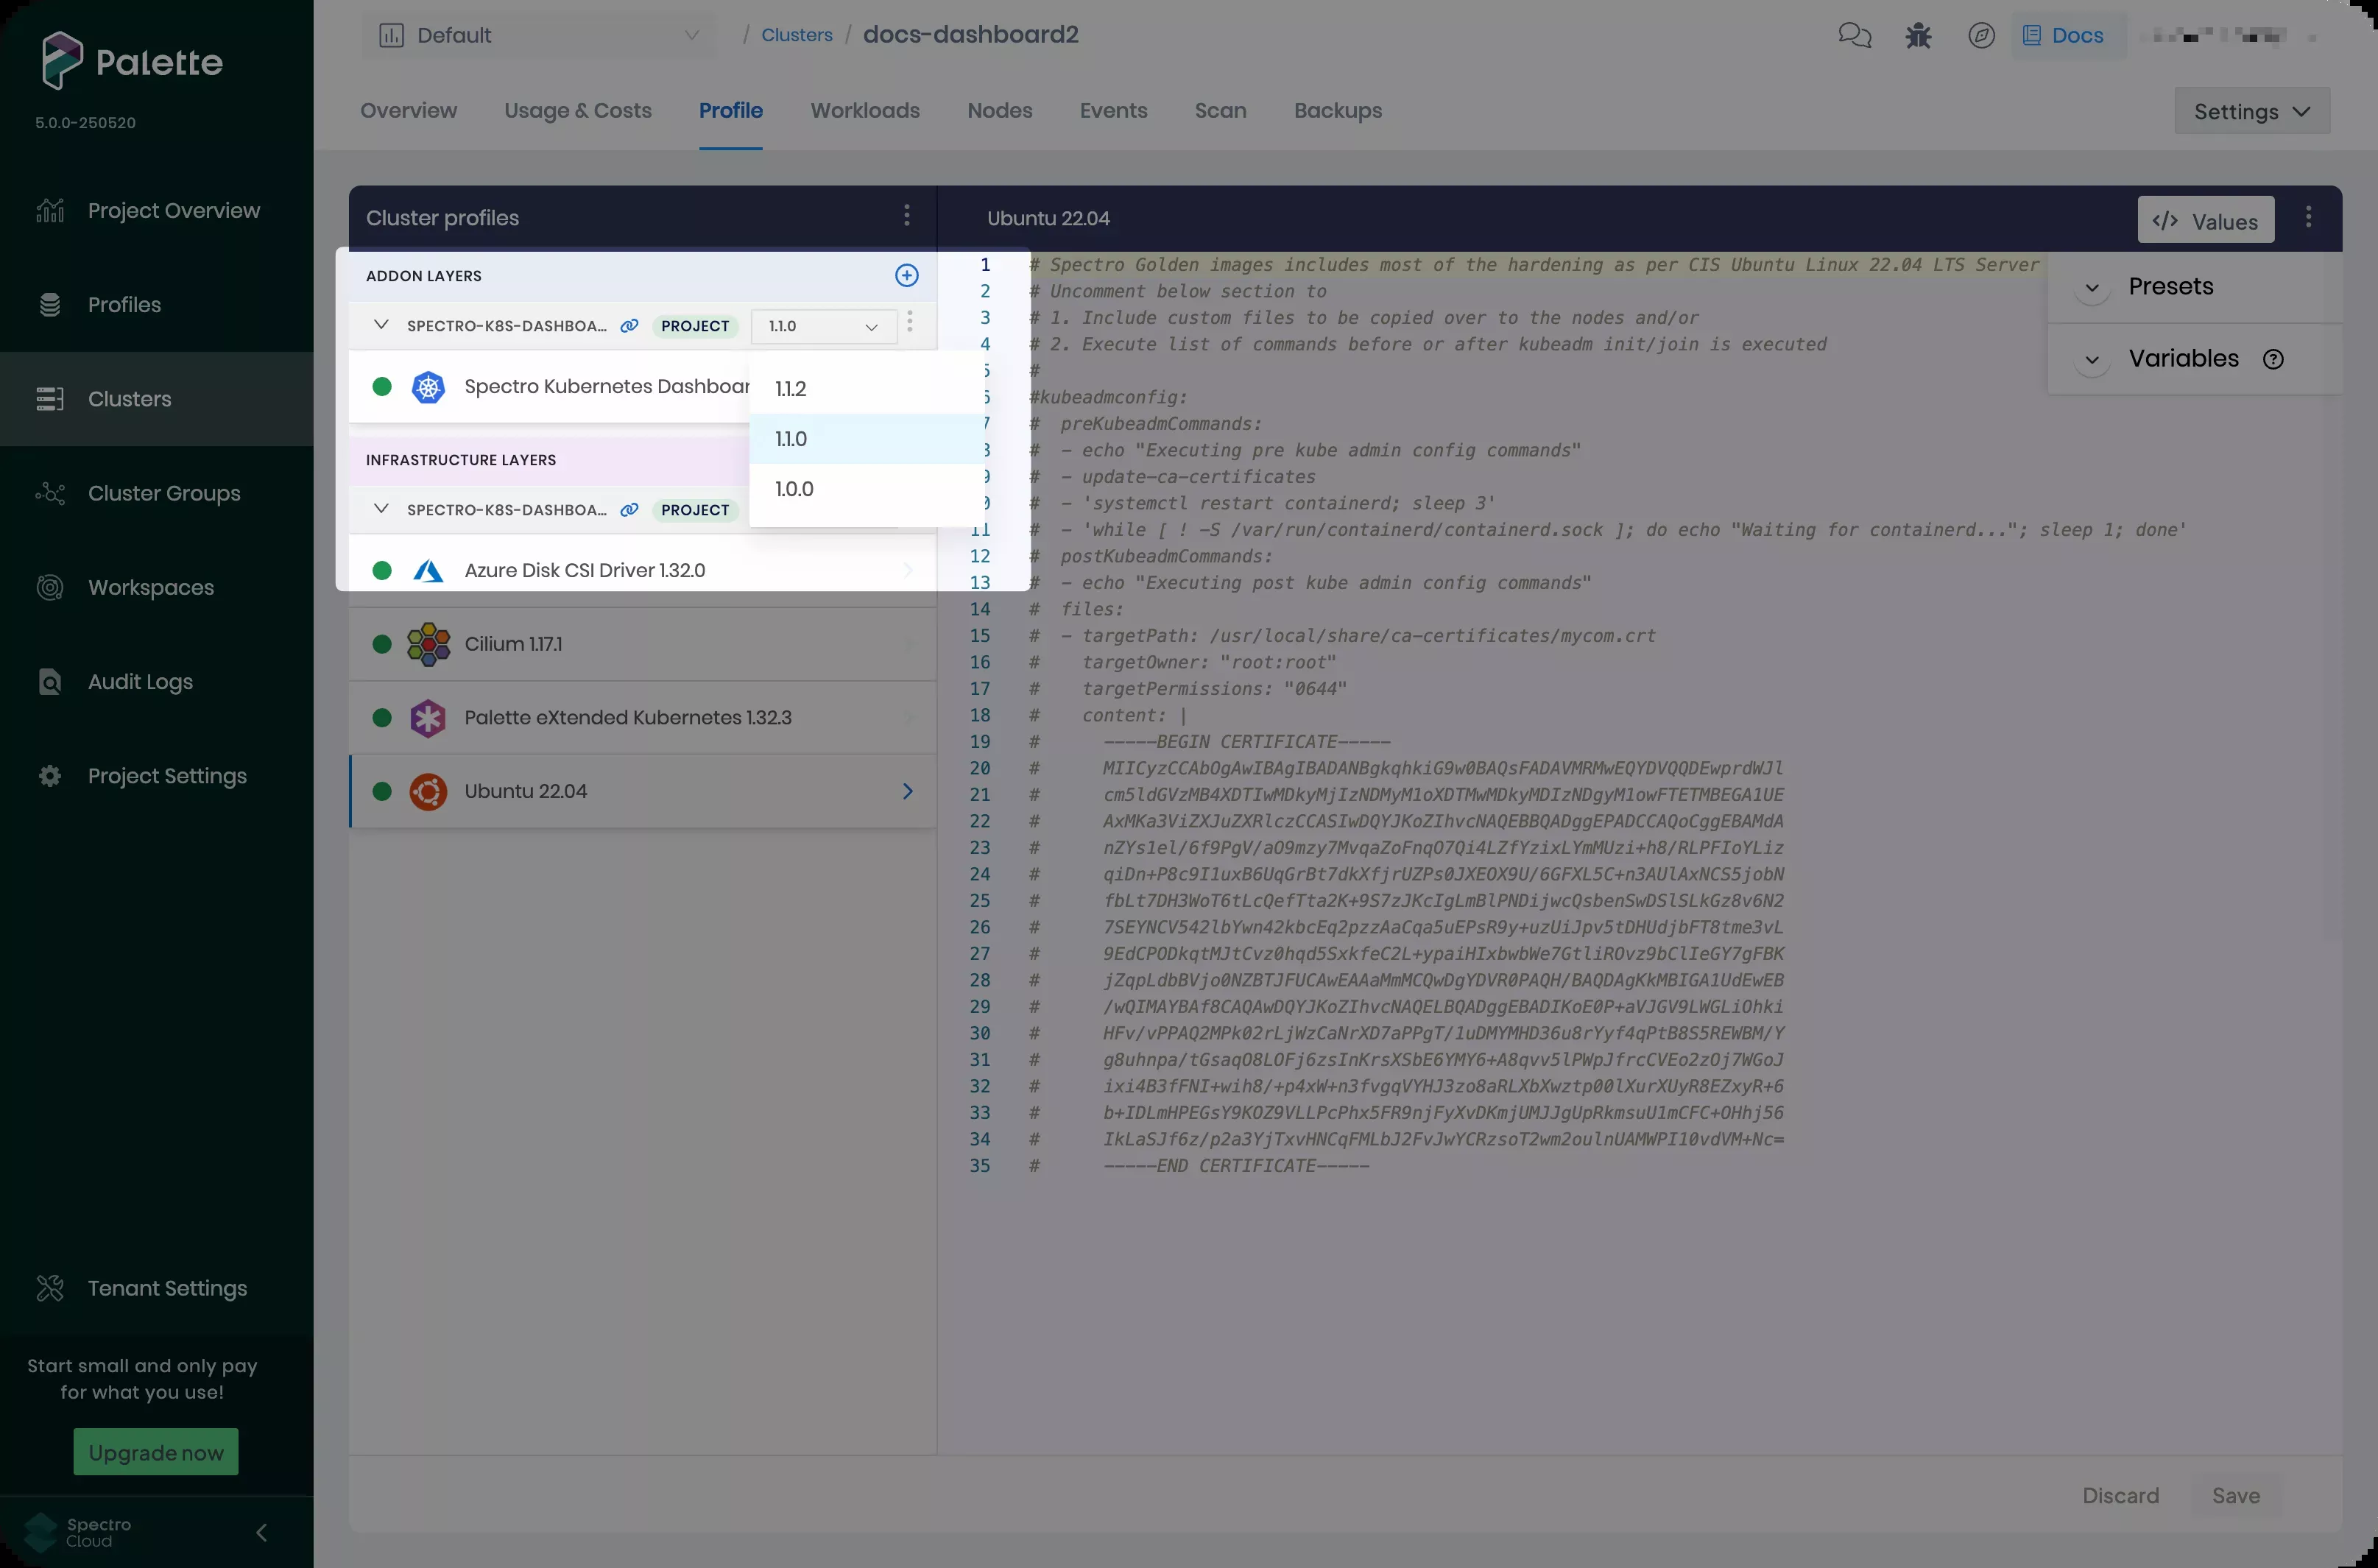 Palette
5.0.0-250520
Project Overview
Profiles
Clusters
Cluster Groups
Workspaces
Audit Logs
Project Settings
Tenant Settings
Start small and only pay
for what you use!
Upgrade now
Spectro
Cloud
Default / Clusters / docs-dashboard2
Docs
Overview Usage & Costs Profile Workloads Nodes Events Scan Backups
Settings
Cluster profiles
ADDON LAYERS
SPECTRO-K8S-DASHBOA... PROJECT 1.1.0
Spectro Kubernetes Dashboar
1.1.2
1.1.0
1.0.0
INFRASTRUCTURE LAYERS
SPECTRO-K8S-DASHBOA... PROJECT
Azure Disk CSI Driver 1.32.0
Cilium 1.17.1
Palette eXtended Kubernetes 1.32.3
Ubuntu 22.04
Ubuntu 22.04
</> Values
Presets
Variables
1 # Spectro Golden images includes most of the hardening as per CIS Ubuntu Linux 22.04 LTS Server
2 # Uncomment below section to
3 # 1. Include custom files to be copied over to the nodes and/or
4 # 2. Execute list of commands before or after kubeadm init/join is executed
5 #
6 #kubeadmconfig:
7 #  preKubeadmCommands:
8 #  - echo "Executing pre kube admin config commands"
9 #  - update-ca-certificates
0 #  - 'systemctl restart containerd; sleep 3'
11 #  - 'while [ ! -S /var/run/containerd/containerd.sock ]; do echo "Waiting for containerd..."; sleep 1; done'
12 #  postKubeadmCommands:
13 #  - echo "Executing post kube admin config commands"
14 #  files:
15 #  - targetPath: /usr/local/share/ca-certificates/mycom.crt
16 #    targetOwner: "root:root"
17 #    targetPermissions: "0644"
18 #    content: |
19 #      -----BEGIN CERTIFICATE-----
20 #      MIICyzCCAbOgAwIBAgIBADANBgkqhkiG9w0BAQsFADAVMRMwEQYDVQQDEwprdWJl
21 #      cm5ldGVzMB4XDTIwMDkyMjIzNDMyM1oXDTMwMDkyMDIzNDgyM1owFTETMBEGA1UE
22 #      AxMKa3ViZXJuZXRlczCCASIwDQYJKoZIhvcNAQEBBQADggEPADCCAQoCggEBAMdA
23 #      nZYs1el/6f9PgV/aO9mzy7MvqaZoFnqO7Qi4LZfYzixLYmMUzi+h8/RLPFIoYLiz
24 #      qiDn+P8c9I1uxB6UqGrBt7dkXfjrUZPs0JXEOX9U/6GFXL5C+n3AUlAxNCS5jobN
25 #      fbLt7DH3WoT6tLcQefTta2K+9S7zJKcIgLmBlPNDijwcQsbenSwDSlSLkGz8v6N2
26 #      7SEYNCV542lbYwn42kbcEq2pzzAaCqa5uEPsR9y+uzUiJpv5tDHUdjbFT8tme3vL
27 #      9EdCPODkqtMJtCvz0hqd5SxkfeC2L+ypaiHIxbwbWe7GtliROvz9bClIeGY7gFBK
28 #      jZqpLdbBVjo0NZBTJFUCAwEAAaMmMCQwDgYDVR0PAQH/BAQDAgKkMBIGA1UdEwEB
29 #      /wQIMAYBAf8CAQAwDQYJKoZIhvcNAQELBQADggEBADIKoE0P+aVJGV9LWGLiOhki
30 #      HFv/vPPAQ2MPk02rLjWzCaNrXD7aPPgT/1uDMYMHD36u8rYyf4qPtB8S5REWBM/Y
31 #      g8uhnpa/tGsaqO8LOFj6zsInKrsXSbE6YMY6+A8qvv5lPWpJfrcCVEo2zOj7WGoJ
32 #      ixi4B3fFNI+wih8/+p4xW+n3fvgqVYHJ3zo8aRLXbXwztp00lXurXUyR8EZxyR+6
33 #      b+IDLmHPEGsY9KOZ9VLLPcPhx5FR9njFyXvDKmjUMJJgUpRkmsuU1mCFC+OHhj56
34 #      IkLaSJf6z/p2a3YjTxvHNCqFMLbJ2FvJwYCRzsoT2wm2oulnUAMWPI10vdVM+Nc=
35 #      -----END CERTIFICATE-----
Discard Save